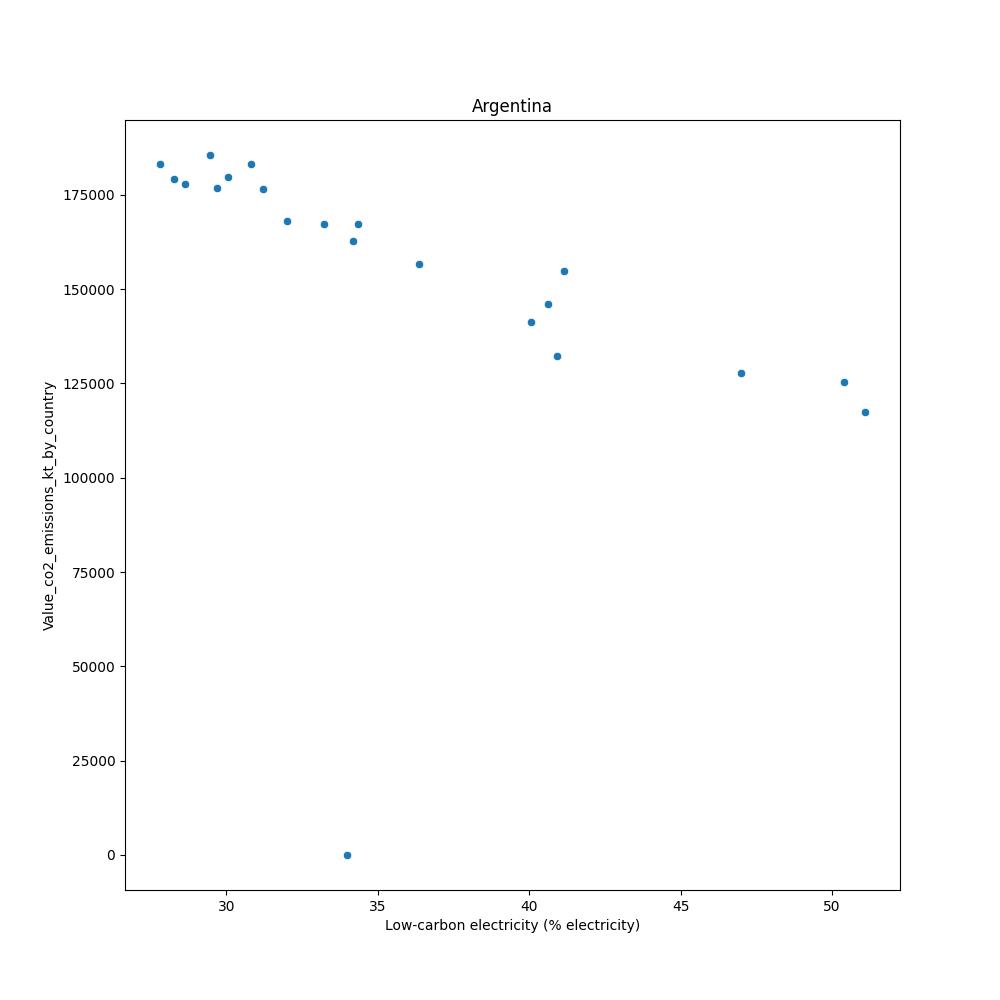 Argentina
Value_co2_emissions_kt_by_country
175000
150000
125000
100000
75000
50000
25000
0
30 35 40 45 50
Low-carbon electricity (% electricity)